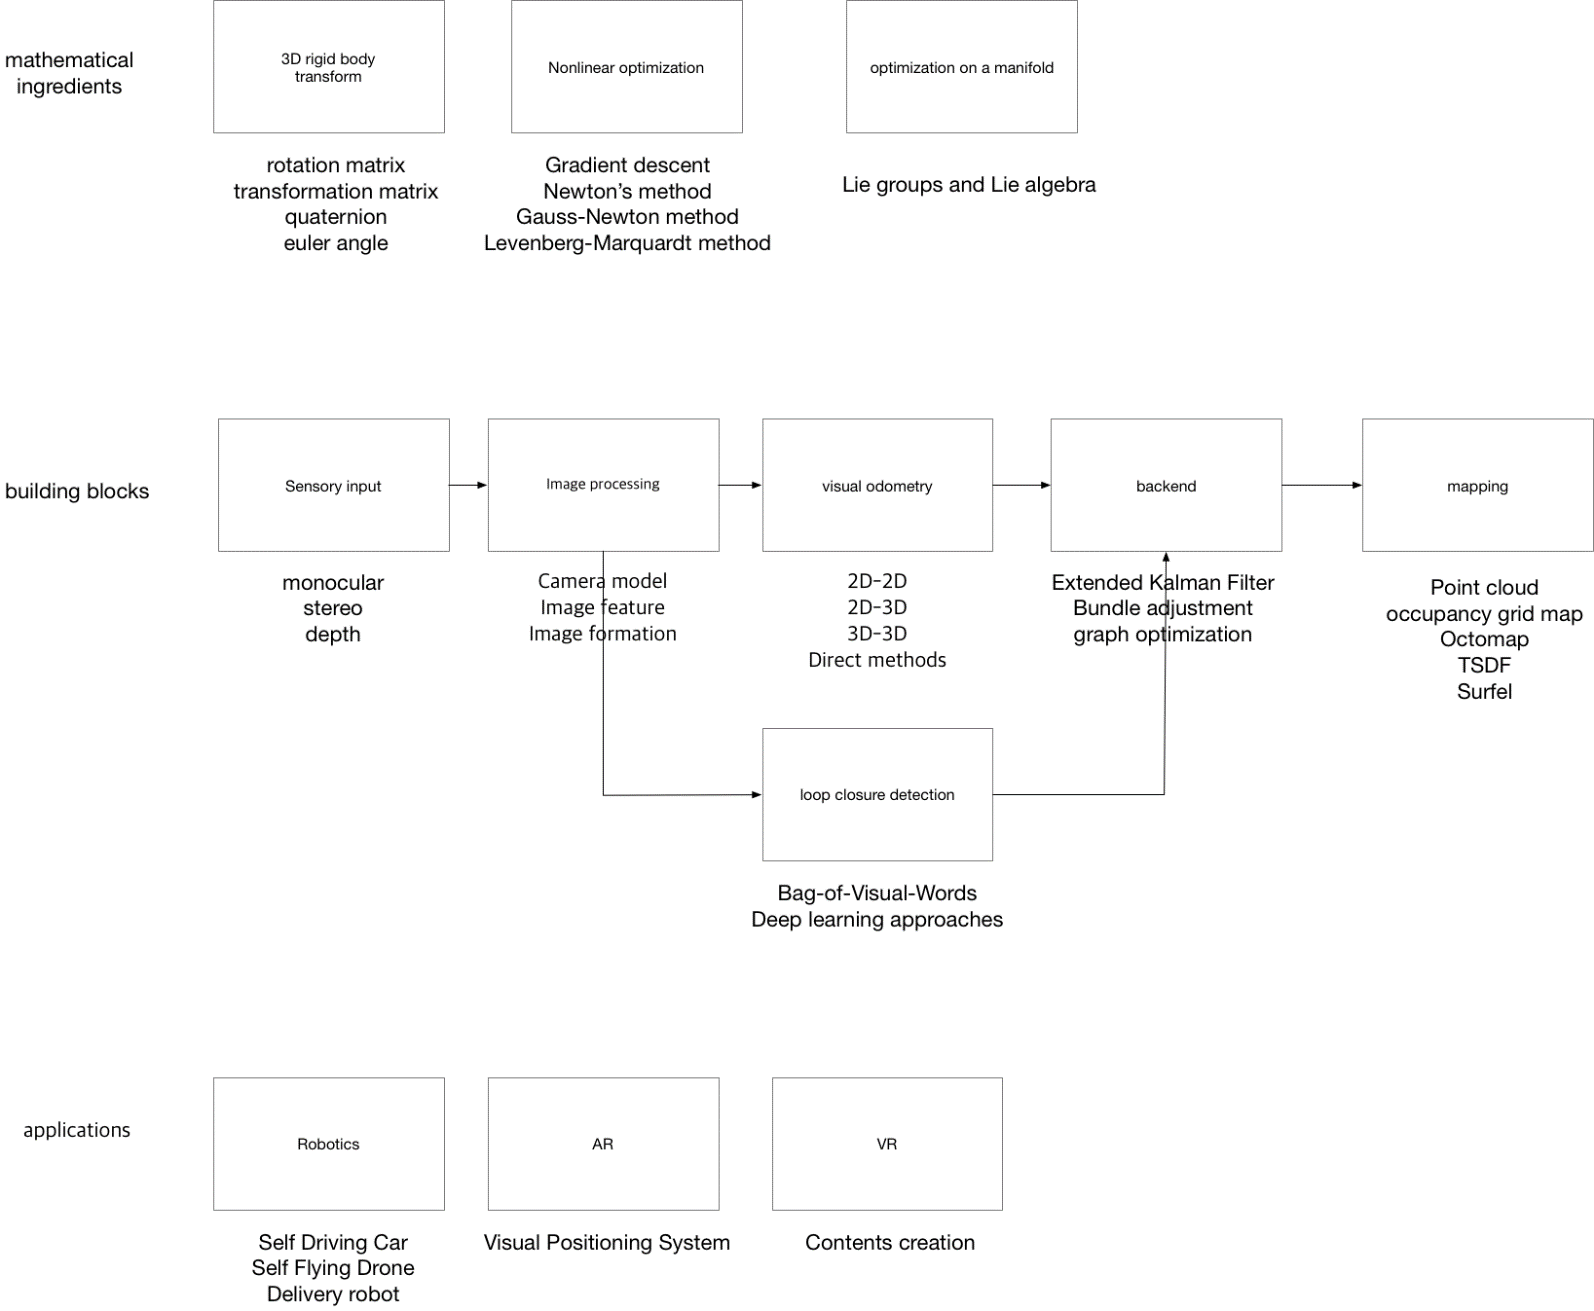 mathematical
ingredients
3D rigid body
transform
Nonlinear optimization
optimization on a manifold
rotation matrix
transformation matrix
quaternion
euler angle
Gradient descent
Newton’s method
Gauss-Newton method
Levenberg-Marquardt method
Lie groups and Lie algebra
building blocks
Sensory input
Image processing
visual odometry
backend
mapping
monocular
stereo
depth
Camera model
Image feature
Image formation
2D-2D
2D-3D
3D-3D
Direct methods
Extended Kalman Filter
Bundle adjustment
graph optimization
Point cloud
occupancy grid map
Octomap
TSDF
Surfel
loop closure detection
Bag-of-Visual-Words
Deep learning approaches
applications
Robotics
AR
VR
Self Driving Car
Self Flying Drone
Delivery robot
Visual Positioning System
Contents creation